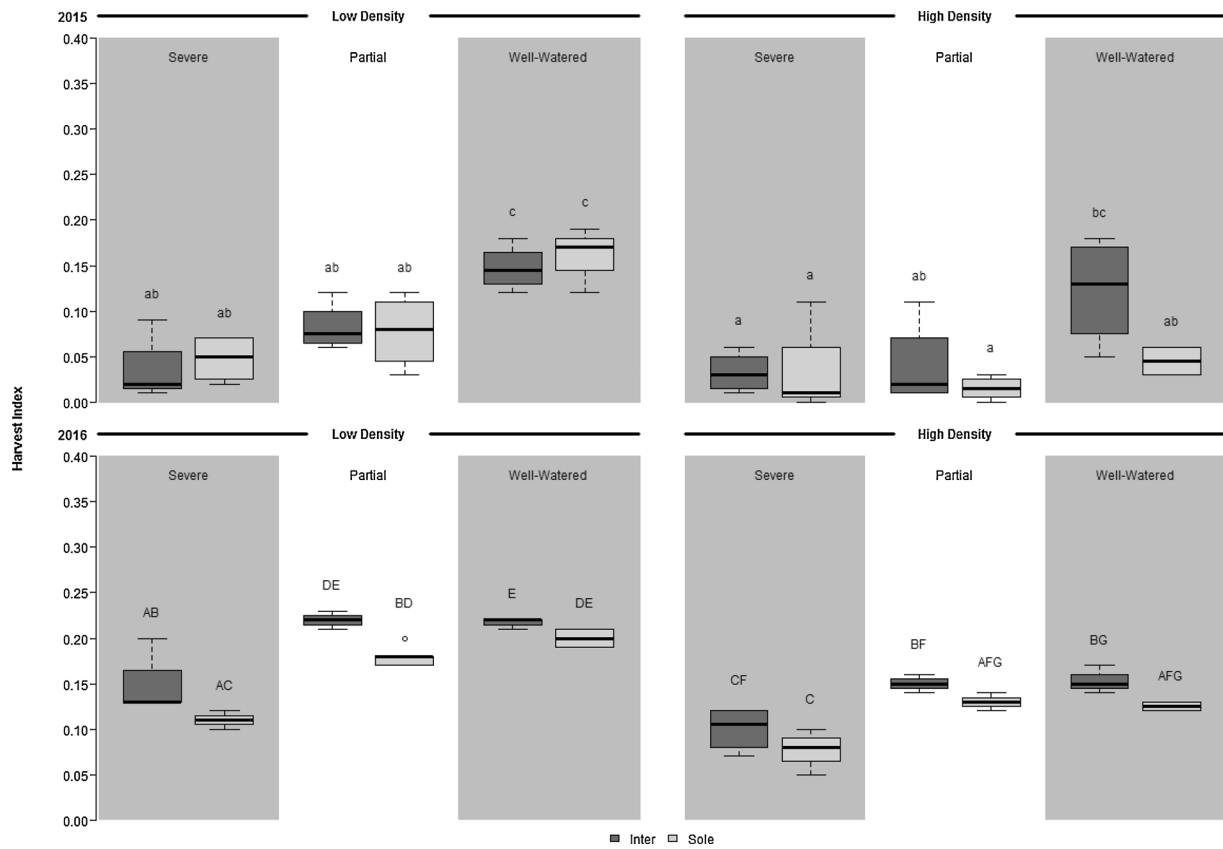 2015 Low Density High Density
0.40
Severe Partial Well-Watered Severe Partial Well-Watered
0.35
0.30
0.25
0.20
c c bc
0.15
ab ab a ab
ab ab a a ab
0.10
0.05
0.00
2016 Low Density High Density
Harvest Index
0.40
Severe Partial Well-Watered Severe Partial Well-Watered
0.35
0.30
0.25
DE E
AB BD DE
0.20
BF BG
AC AFG AFG
0.15
CF C
0.10
0.05
0.00
Inter Sole